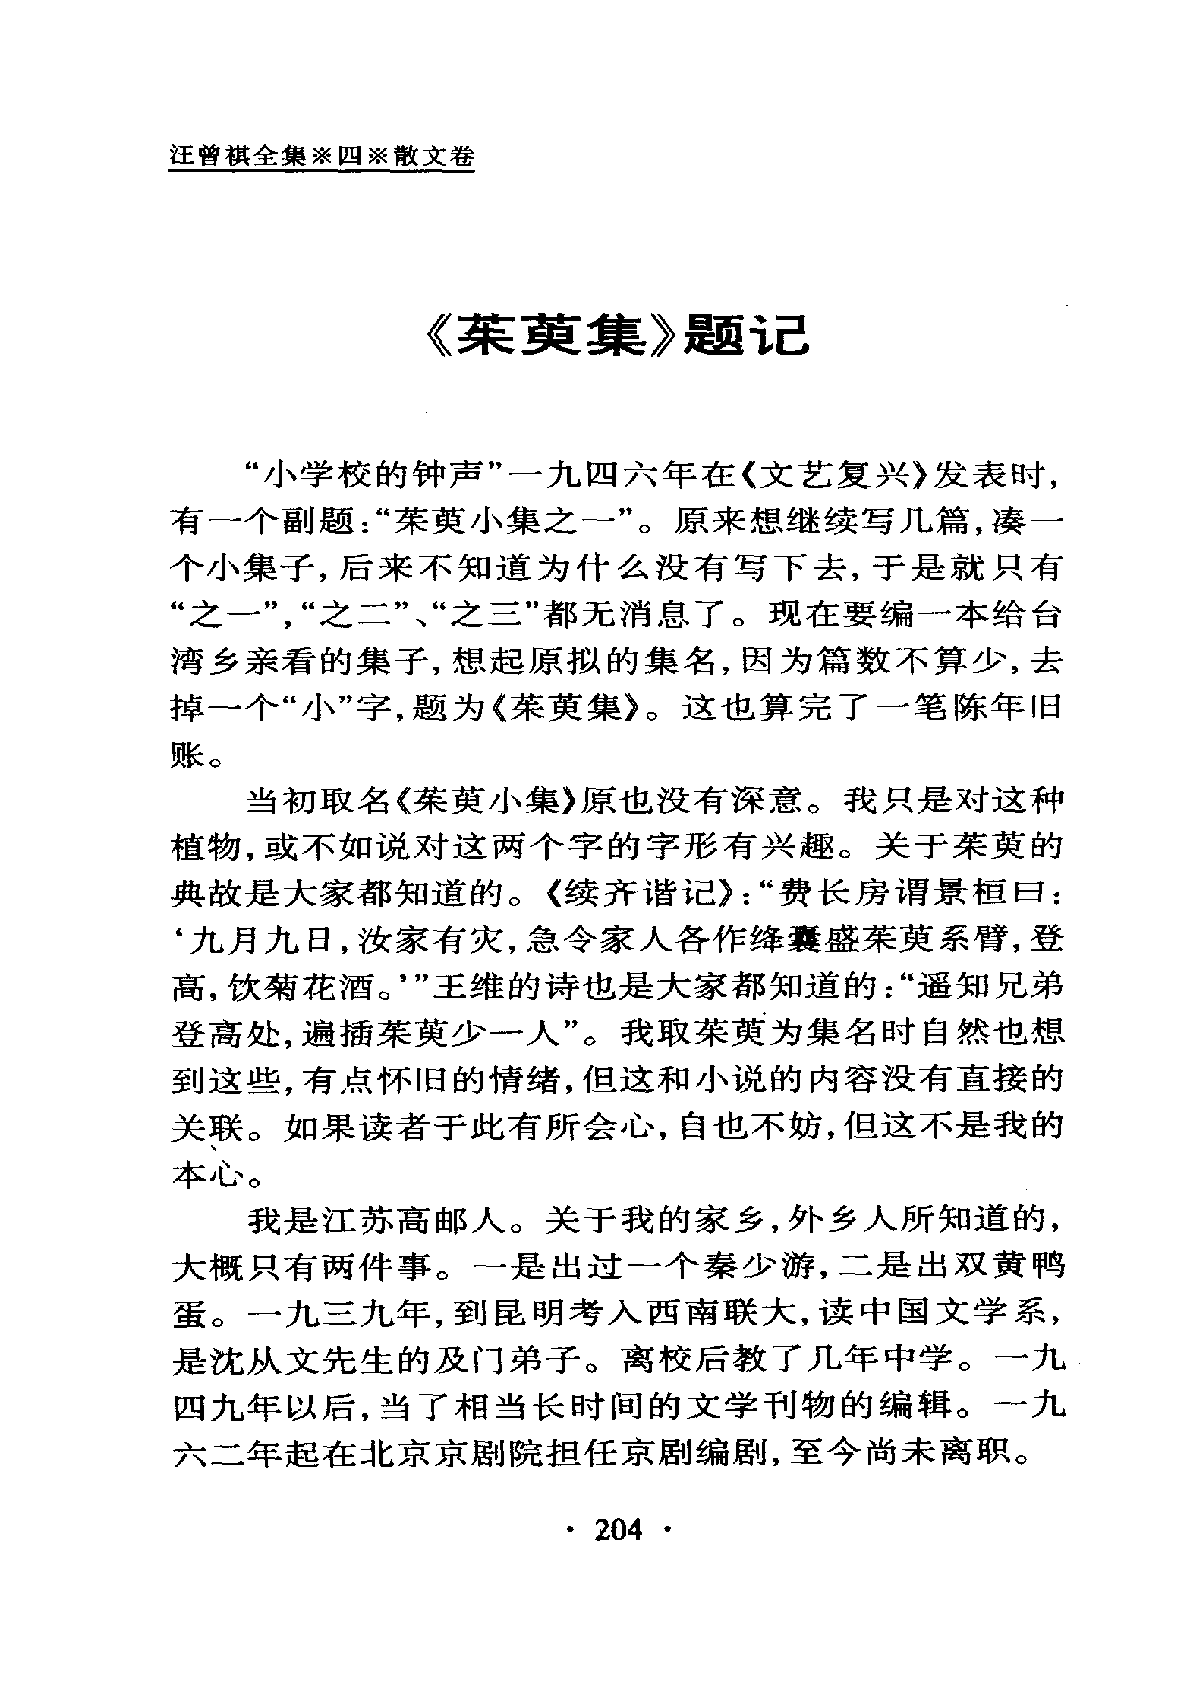 汪曾祺全集※四※散文卷
《茱萸集》题记
“小学校的钟声”一九四六年在《文艺复兴》发表时，
有一个副题：“茱萸小集之一”。原来想继续写几篇，凑一
个小集子，后来不知道为什么没有写下去，于是就只有
“之一”，“之二”、“之三”都无消息了。现在要编一本给台
湾乡亲看的集子，想起原拟的集名，因为篇数不算少，去
掉一个“小”字，题为《茱萸集》。这也算完了一笔陈年旧
账。
当初取名《茱萸小集》原也没有深意。我只是对这种
植物，或不如说对这两个字的字形有兴趣。关于茱萸的
典故是大家都知道的。《续齐谐记》：“费长房谓景桓曰：
‘九月九日，汝家有灾，急令家人各作绛囊盛茱萸系臂，登
高，饮菊花酒。’”王维的诗也是大家都知道的：“遥知兄弟
登高处，遍插茱萸少一人”。我取茱萸为集名时自然也想
到这些，有点怀旧的情绪，但这和小说的内容没有直接的
关联。如果读者于此有所会心，自也不妨，但这不是我的
本心。
我是江苏高邮人。关于我的家乡，外乡人所知道的，
大概只有两件事。一是出过一个秦少游，二是出双黄鸭
蛋。一九三九年，到昆明考入西南联大，读中国文学系，
是沈从文先生的及门弟子。离校后教了几年中学。一九
四九年以后，当了相当长时间的文学刊物的编辑。一九
六二年起在北京京剧院担任京剧编剧，至今尚未离职。
· 204 ·